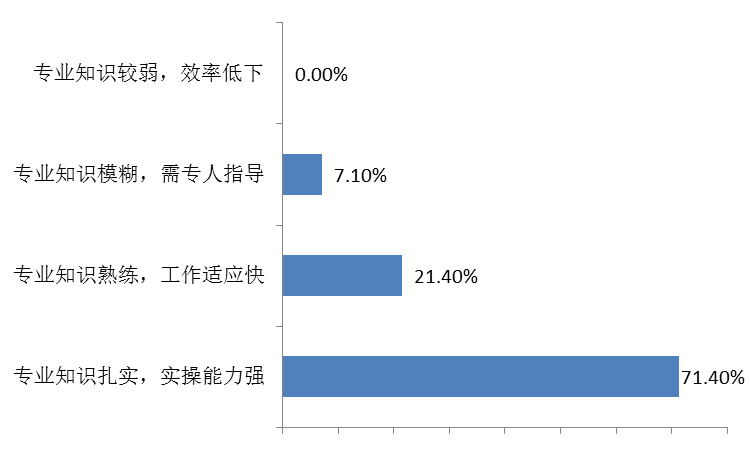 专业知识较弱，效率低下
0.00%
专业知识模糊，需专人指导
7.10%
专业知识熟练，工作适应快
21.40%
专业知识扎实，实操能力强
71.40%